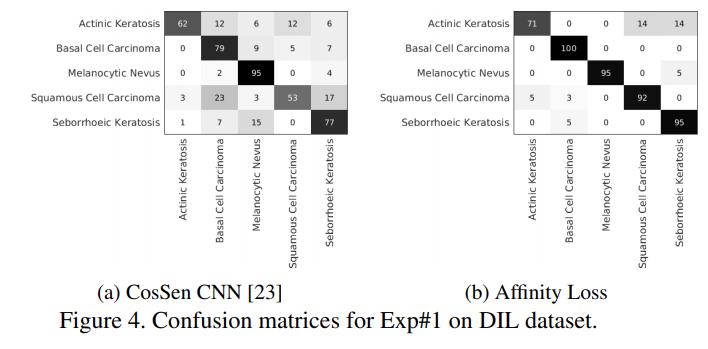 Actinic Keratosis 62 12 6 12 6
Basal Cell Carcinoma 0 79 9 5 7
Melanocytic Nevus 0 2 95 0 4
Squamous Cell Carcinoma 3 23 3 53 17
Seborrhoeic Keratosis 1 7 15 0 77
Actinic Keratosis
Basal Cell Carcinoma
Melanocytic Nevus
Squamous Cell Carcinoma
Seborrhoeic Keratosis
(a) CosSen CNN [23]
Actinic Keratosis 71 0 0 14 14
Basal Cell Carcinoma 0 100 0 0 0
Melanocytic Nevus 0 0 95 0 5
Squamous Cell Carcinoma 5 3 0 92 0
Seborrhoeic Keratosis 0 5 0 0 95
Actinic Keratosis
Basal Cell Carcinoma
Melanocytic Nevus
Squamous Cell Carcinoma
Seborrhoeic Keratosis
(b) Affinity Loss
Figure 4. Confusion matrices for Exp#1 on DIL dataset.